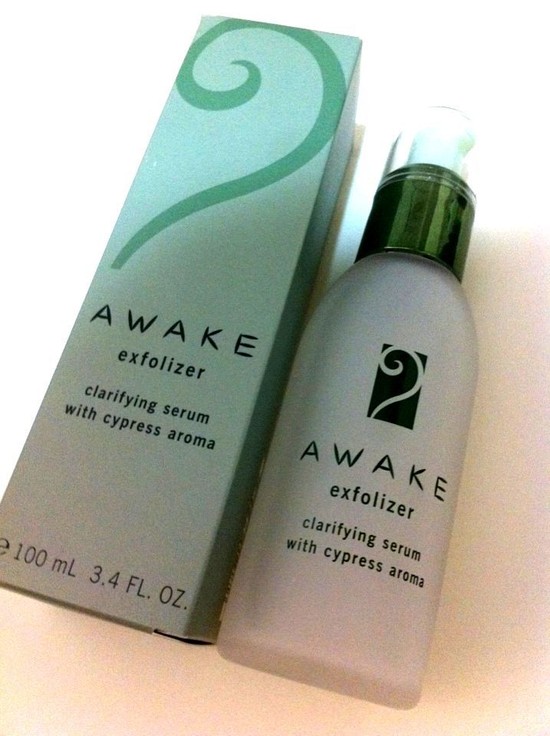 AWAKE
exfolizer
clarifying serum
with cypress aroma
℮ 100 mL 3.4 FL. OZ.
AWAKE
exfolizer
clarifying serum
with cypress aroma